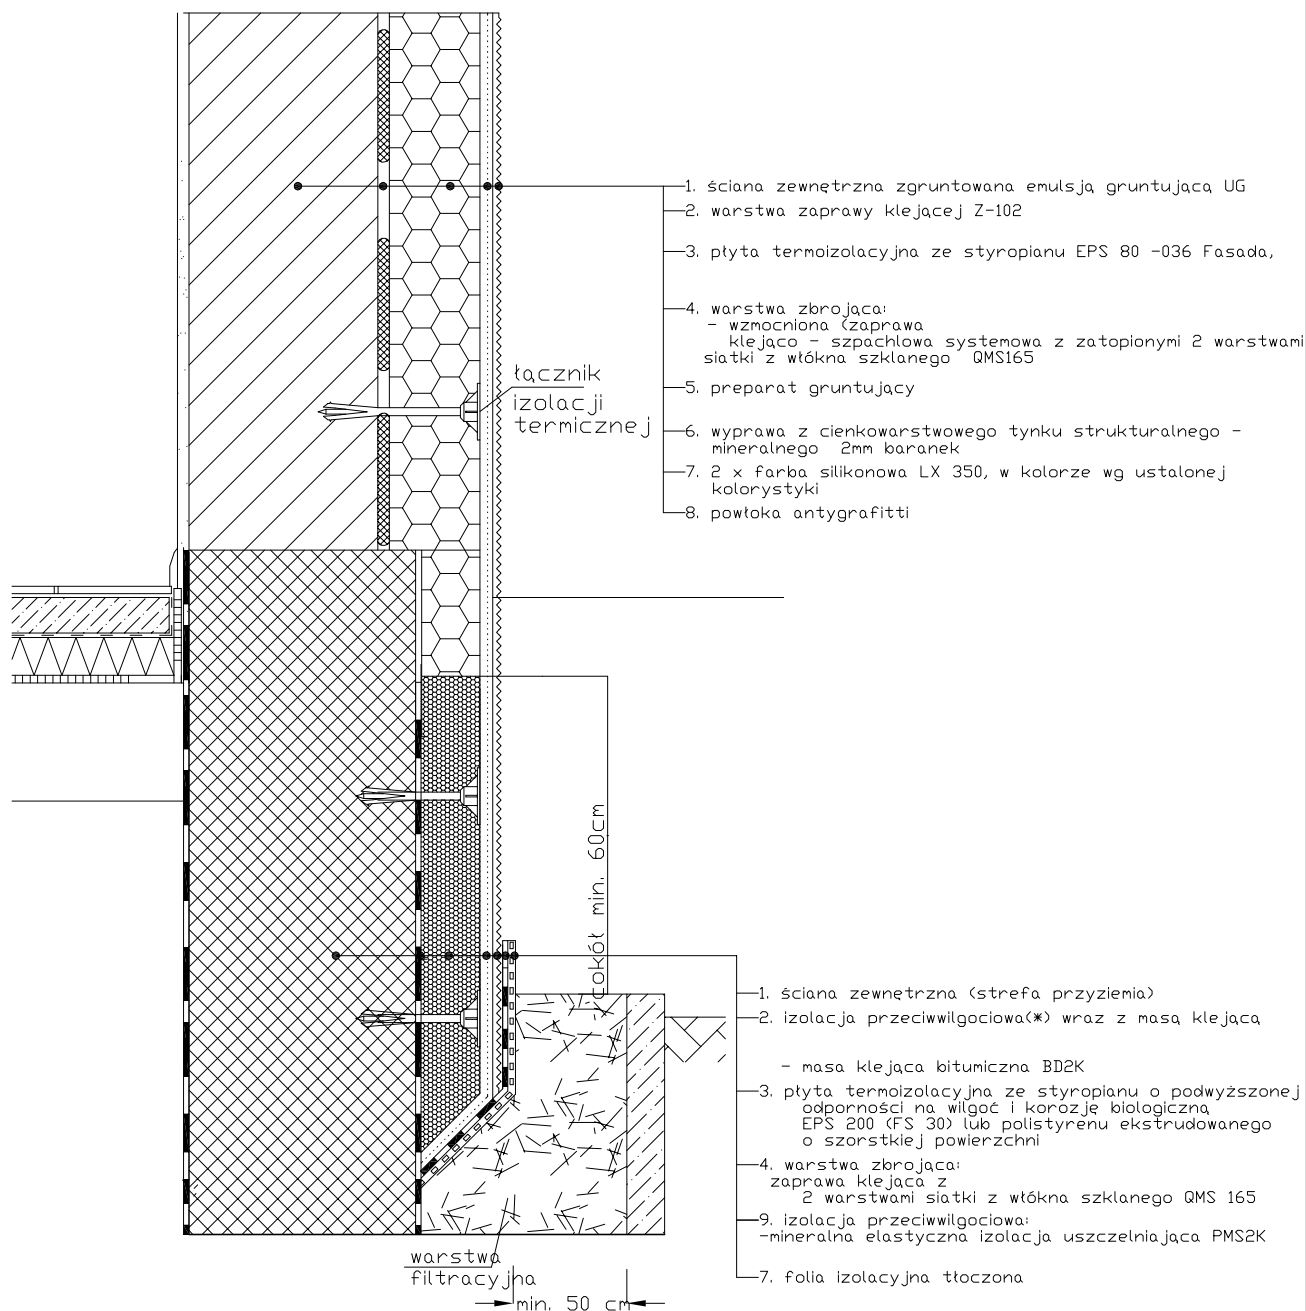 1. ściana zewnętrzna zgruntowana emulsją gruntującą UG
2. warstwa zaprawy klejącej Z-102
3. płyta termoizolacyjna ze styropianu EPS 80 -036 Fasada,
4. warstwa zbrojąca:
- wzmocniona (zaprawa
klejąco - szpachlowa systemowa z zatopionymi 2 warstwami
siatki z włókna szklanego QMS165
5. preparat gruntujący
6. wyprawa z cienkowarstwowego tynku strukturalnego -
mineralnego 2mm baranek
7. 2 x farba silikonowa LX 350, w kolorze wg ustalonej
kolorystyki
8. powłoka antygrafitti
łącznik
izolacji
termicznej
cokół min. 60cm
1. ściana zewnętrzna (strefa przyziemia)
2. izolacja przeciwwilgociowa(*) wraz z masą klejącą
- masa klejąca bitumiczna BD2K
3. płyta termoizolacyjna ze styropianu o podwyższonej
odporności na wilgoć i korozję biologiczną
EPS 200 (FS 30) lub polistyrenu ekstrudowanego
o szorstkiej powierzchni
4. warstwa zbrojąca:
zaprawa klejąca z
2 warstwami siatki z włókna szklanego QMS 165
9. izolacja przeciwwilgociowa:
-mineralna elastyczna izolacja uszczelniająca PMS2K
7. folia izolacyjna tłoczona
warstwa
filtracyjna
min. 50 cm